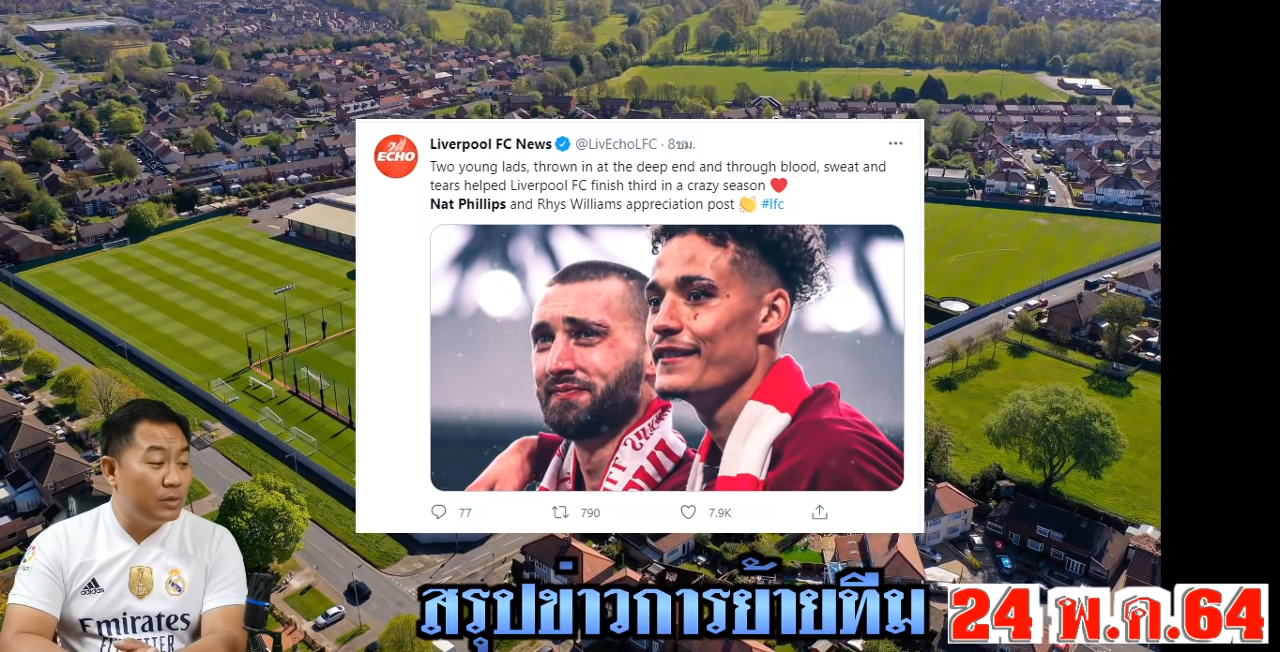 ECHO
Liverpool FC News @LivEchoLFC · 8ชม.
Two young lads, thrown in at the deep end and through blood, sweat and
tears helped Liverpool FC finish third in a crazy season ❤️
Nat Phillips and Rhys Williams appreciation post 👏 #lfc
77 790 7.9K
adidas
Emirates
สรุปข่าวการย้ายทีม 24 พ.ค.64